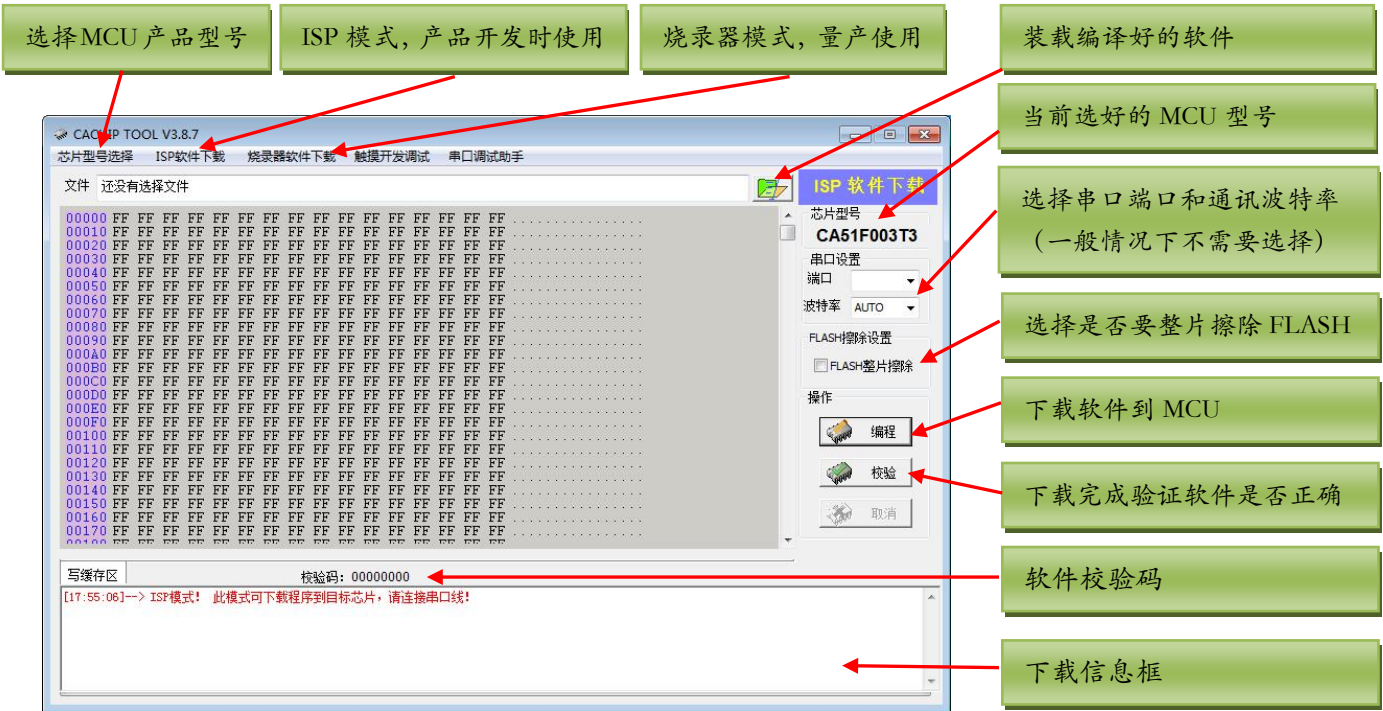 选择MCU产品型号
ISP 模式，产品开发时使用
烧录器模式，量产使用
装载编译好的软件
当前选好的 MCU 型号
选择串口端口和通讯波特率
（一般情况下不需要选择）
选择是否要整片擦除 FLASH
下载软件到 MCU
下载完成验证软件是否正确
软件校验码
下载信息框
CACHIP TOOL V3.8.7
芯片型号选择 ISP软件下载 烧录器软件下载 触摸开发调试 串口调试助手
文件 还没有选择文件
00000 FF FF FF FF FF FF FF FF FF FF FF FF FF FF FF FF ................
00010 FF FF FF FF FF FF FF FF FF FF FF FF FF FF FF FF ................
00020 FF FF FF FF FF FF FF FF FF FF FF FF FF FF FF FF ................
00030 FF FF FF FF FF FF FF FF FF FF FF FF FF FF FF FF ................
00040 FF FF FF FF FF FF FF FF FF FF FF FF FF FF FF FF ................
00050 FF FF FF FF FF FF FF FF FF FF FF FF FF FF FF FF ................
00060 FF FF FF FF FF FF FF FF FF FF FF FF FF FF FF FF ................
00070 FF FF FF FF FF FF FF FF FF FF FF FF FF FF FF FF ................
00080 FF FF FF FF FF FF FF FF FF FF FF FF FF FF FF FF ................
00090 FF FF FF FF FF FF FF FF FF FF FF FF FF FF FF FF ................
000A0 FF FF FF FF FF FF FF FF FF FF FF FF FF FF FF FF ................
000B0 FF FF FF FF FF FF FF FF FF FF FF FF FF FF FF FF ................
000C0 FF FF FF FF FF FF FF FF FF FF FF FF FF FF FF FF ................
000D0 FF FF FF FF FF FF FF FF FF FF FF FF FF FF FF FF ................
000E0 FF FF FF FF FF FF FF FF FF FF FF FF FF FF FF FF ................
000F0 FF FF FF FF FF FF FF FF FF FF FF FF FF FF FF FF ................
00100 FF FF FF FF FF FF FF FF FF FF FF FF FF FF FF FF ................
00110 FF FF FF FF FF FF FF FF FF FF FF FF FF FF FF FF ................
00120 FF FF FF FF FF FF FF FF FF FF FF FF FF FF FF FF ................
00130 FF FF FF FF FF FF FF FF FF FF FF FF FF FF FF FF ................
00140 FF FF FF FF FF FF FF FF FF FF FF FF FF FF FF FF ................
00150 FF FF FF FF FF FF FF FF FF FF FF FF FF FF FF FF ................
00160 FF FF FF FF FF FF FF FF FF FF FF FF FF FF FF FF ................
00170 FF FF FF FF FF FF FF FF FF FF FF FF FF FF FF FF ................
ISP 软件下载
芯片型号
CA51F003T3
串口设置
端口
波特率 AUTO
FLASH擦除设置
FLASH整片擦除
操作
编程
校验
取消
写缓存区 校验码：00000000
[17:55:06]--> ISP模式！ 此模式可下载程序到目标芯片，请连接串口线！